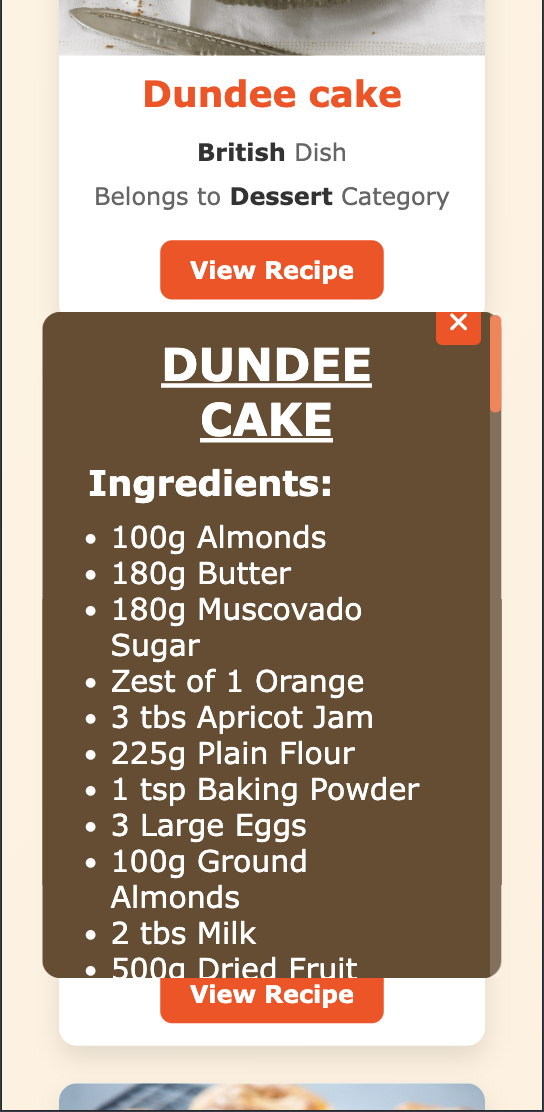 Dundee cake
British Dish
Belongs to Dessert Category
View Recipe
DUNDEE
CAKE
Ingredients:
100g Almonds
180g Butter
180g Muscovado
Sugar
Zest of 1 Orange
3 tbs Apricot Jam
225g Plain Flour
1 tsp Baking Powder
3 Large Eggs
100g Ground
Almonds
2 tbs Milk
500g Dried Fruit
View Recipe